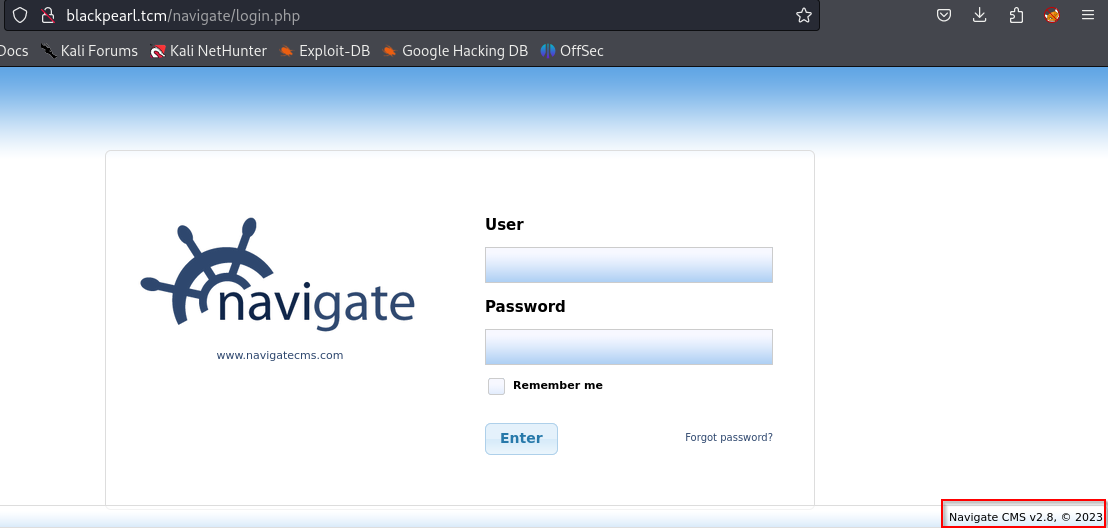 blackpearl.tcm/navigate/login.php
Docs Kali Forums Kali NetHunter Exploit-DB Google Hacking DB OffSec
User
navigate
Password
www.navigatecms.com
Remember me
Enter Forgot password?
Navigate CMS v2.8, © 2023